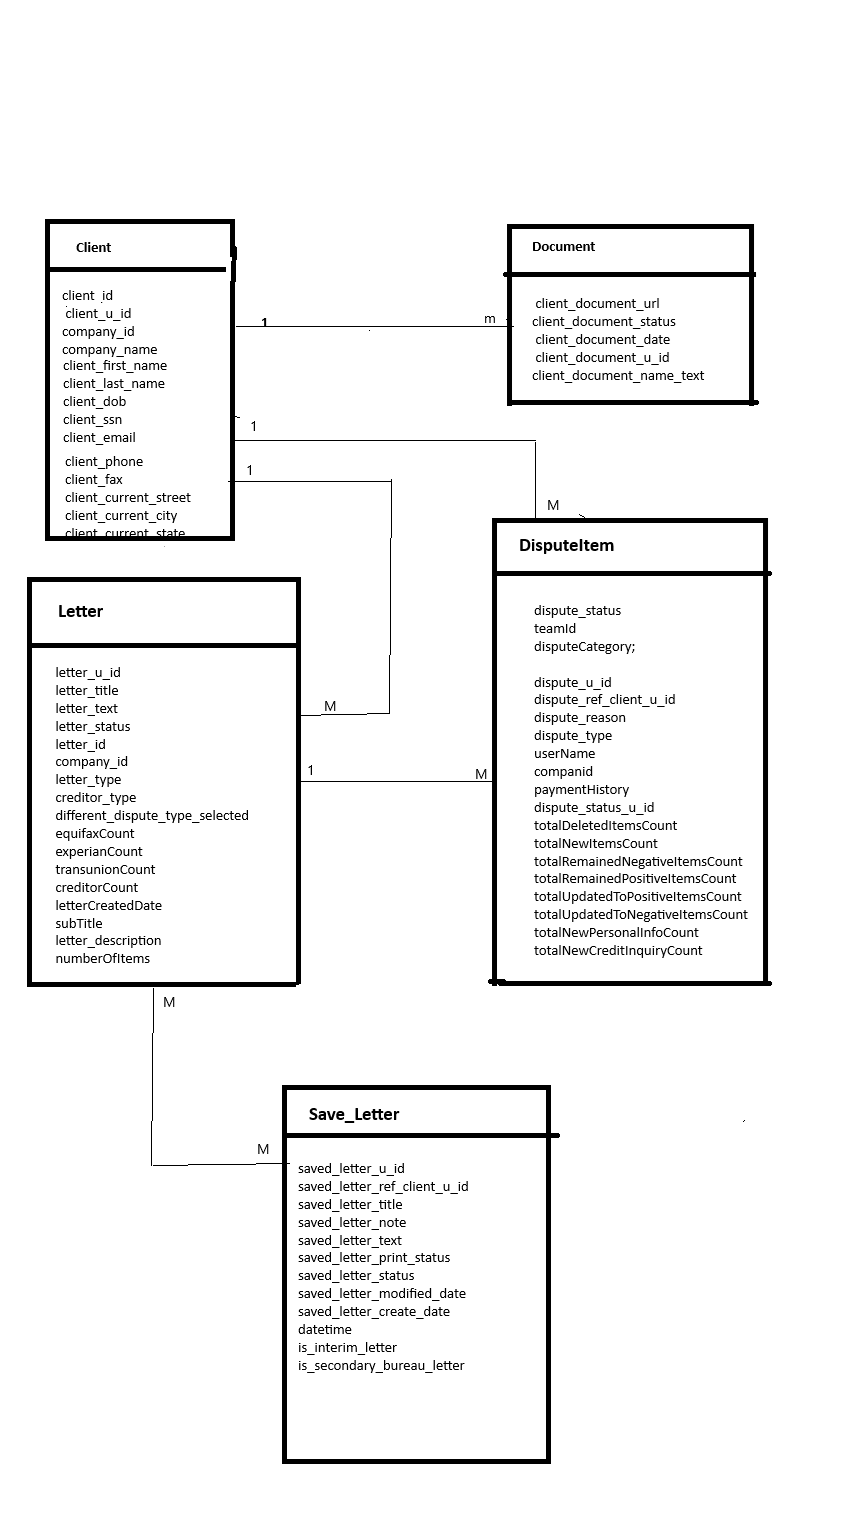 Client
client_id
client_u_id
company_id
company_name
client_first_name
client_last_name
client_dob
client_ssn
client_email
client_phone
client_fax
client_current_street
client_current_city
client_current_state
1
m
Document
client_document_url
client_document_status
client_document_date
client_document_u_id
client_document_name_text
1
M
1
M
Letter
letter_u_id
letter_title
letter_text
letter_status
letter_id
company_id
letter_type
creditor_type
different_dispute_type_selected
equifaxCount
experianCount
transunionCount
creditorCount
letterCreatedDate
subTitle
letter_description
numberOfItems
1
M
DisputeItem
dispute_status
teamId
disputeCategory;
dispute_u_id
dispute_ref_client_u_id
dispute_reason
dispute_type
userName
companid
paymentHistory
dispute_status_u_id
totalDeletedItemsCount
totalNewItemsCount
totalRemainedNegativeItemsCount
totalRemainedPositiveItemsCount
totalUpdatedToPositiveItemsCount
totalUpdatedToNegativeItemsCount
totalNewPersonalInfoCount
totalNewCreditInquiryCount
M
M
Save_Letter
saved_letter_u_id
saved_letter_ref_client_u_id
saved_letter_title
saved_letter_note
saved_letter_text
saved_letter_print_status
saved_letter_status
saved_letter_modified_date
saved_letter_create_date
datetime
is_interim_letter
is_secondary_bureau_letter